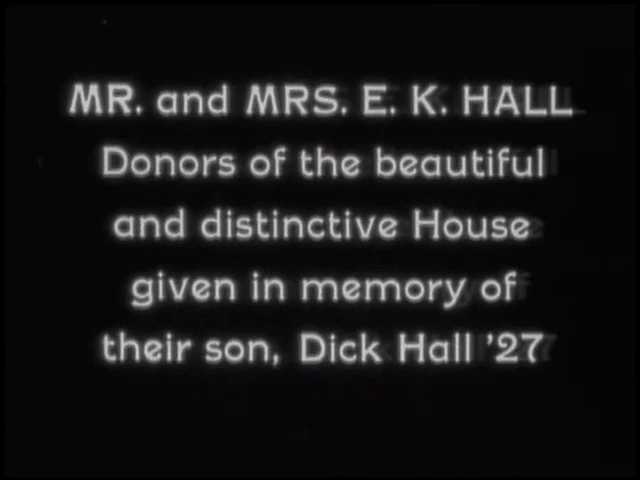 MR. and MRS. E. K. HALL
Donors of the beautiful
and distinctive House
given in memory of
their son, Dick Hall '27